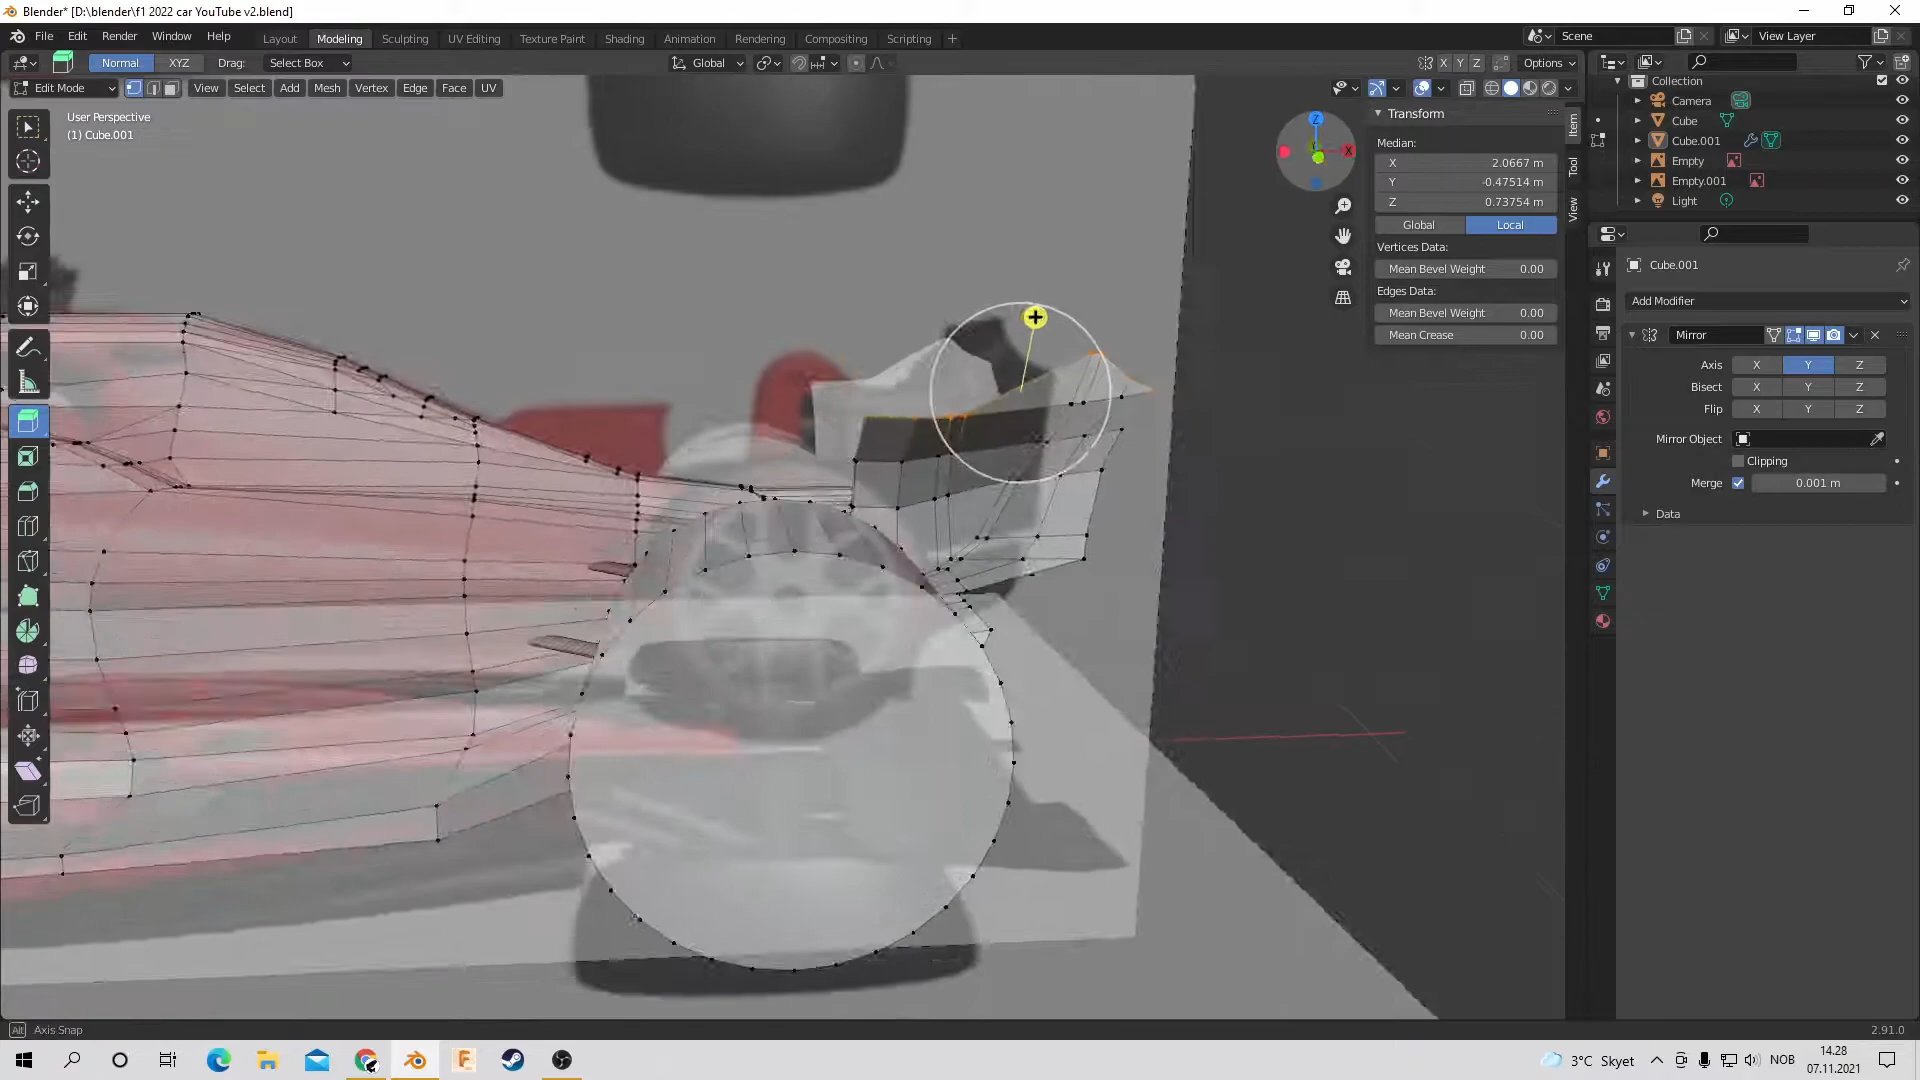 Blender* [D:\blender\f1 2022 car YouTube v2.blend]
File Edit Render Window Help
Layout Modeling Sculpting UV Editing Texture Paint Shading Animation Rendering Compositing Scripting +
Scene
View Layer
Normal XYZ Drag: Select Box
Global
X Y Z Options
Edit Mode View Select Add Mesh Vertex Edge Face UV
User Perspective
(1) Cube.001
Z
X
Transform
Median:
X 2.0667 m
Y -0.47514 m
Z 0.73754 m
Global Local
Vertices Data:
Mean Bevel Weight 0.00
Edges Data:
Mean Bevel Weight 0.00
Mean Crease 0.00
Item
Tool
View
Collection
Camera
Cube
Cube.001
Empty
Empty.001
Light
Cube.001
Add Modifier
Mirror
Axis X Y Z
Bisect X Y Z
Flip X Y Z
Mirror Object
Clipping
Merge 0.001 m
Data
Alt Axis Snap
2.91.0
3°C Skyet
NOB
14.28
07.11.2021